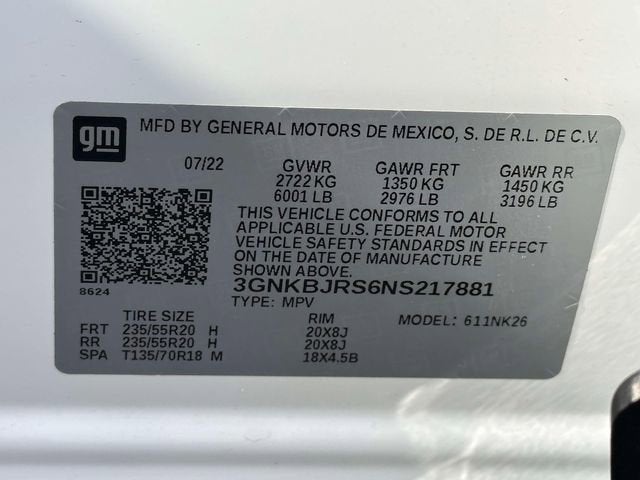 gm MFD BY GENERAL MOTORS DE MEXICO, S. DE R.L. DE C.V.
07/22 GVWR GAWR FRT GAWR RR
2722 KG 1350 KG 1450 KG
6001 LB 2976 LB 3196 LB
THIS VEHICLE CONFORMS TO ALL
APPLICABLE U.S. FEDERAL MOTOR
VEHICLE SAFETY STANDARDS IN EFFECT
ON THE DATE OF MANUFACTURE
SHOWN ABOVE.
3GNKBJRS6NS217881
8624
TYPE: MPV
TIRE SIZE RIM MODEL: 611NK26
FRT 235/55R20 H 20X8J
RR 235/55R20 H 20X8J
SPA T135/70R18 M 18X4.5B